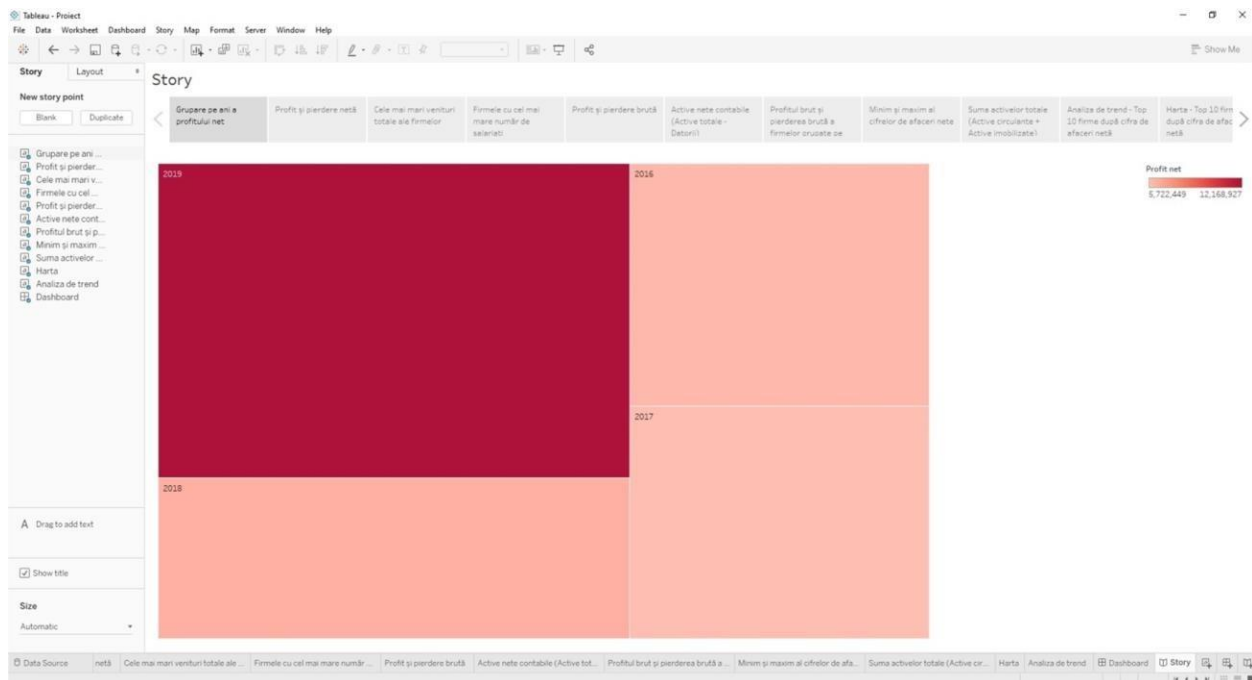 Tableau - Proiect
File Data Worksheet Dashboard Story Map Format Server Window Help
Show Me
Story Layout
New story point
Blank Duplicate
Grupare pe ani ...
Profit și pierder...
Cele mai mari v...
Firmele cu cel ...
Profit și pierder...
Active nete cont...
Profitul brut și p...
Minim și maxim ...
Suma activelor ...
Harta
Analiza de trend
Dashboard
A Drag to add text
Show title
Size
Automatic
Story
Grupare pe ani a
profitului net
Profit și pierdere netă
Cele mai mari venituri
totale ale firmelor
Firmele cu cel mai
mare număr de
salariați
Profit și pierdere brută
Active nete contabile
(Active totale -
Datorii)
Profitul brut și
pierderea brută a
firmelor grupate pe
Minim și maxim al
cifrelor de afaceri nete
Suma activelor totale
(Active circulante +
Active imobilizate)
Analiza de trend - Top
10 firme după cifra de
afaceri netă
Harta - Top 10 firm
după cifra de afac
netă
2019
2016
2017
2018
Profit net
5,722,449 12,168,927
Data Source netă Cele mai mari venituri totale ale ... Firmele cu cel mai mare număr ... Profit și pierdere brută Active nete contabile (Active tot... Profitul brut și pierderea brută a ... Minim și maxim al cifrelor de afa... Suma activelor totale (Active cir... Harta Analiza de trend Dashboard Story